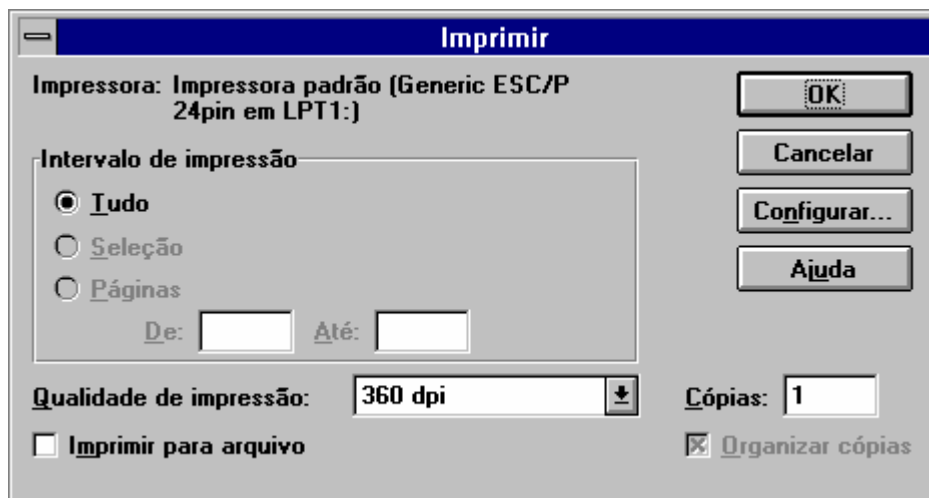 Imprimir
Impressora: Impressora padrão (Generic ESC/P
24pin em LPT1:)
OK
Cancelar
Configurar...
Ajuda
Intervalo de impressão
Tudo
Seleção
Páginas
De: Até:
Qualidade de impressão: 360 dpi
Cópias: 1
Imprimir para arquivo
Organizar cópias